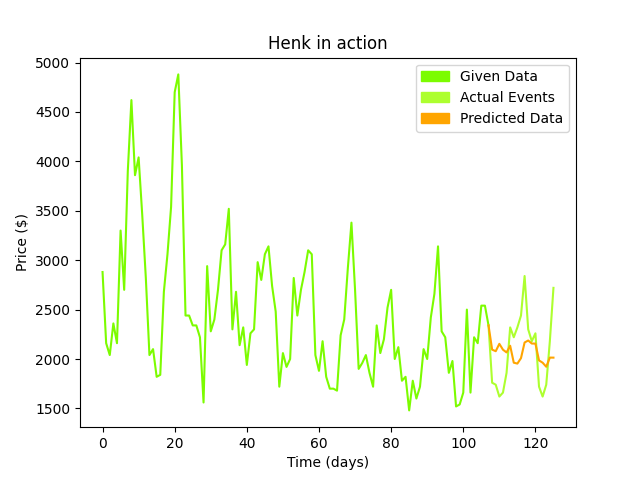 Henk in action
Given Data
Actual Events
Predicted Data
Price ($)
5000
4500
4000
3500
3000
2500
2000
1500
0 20 40 60 80 100 120
Time (days)